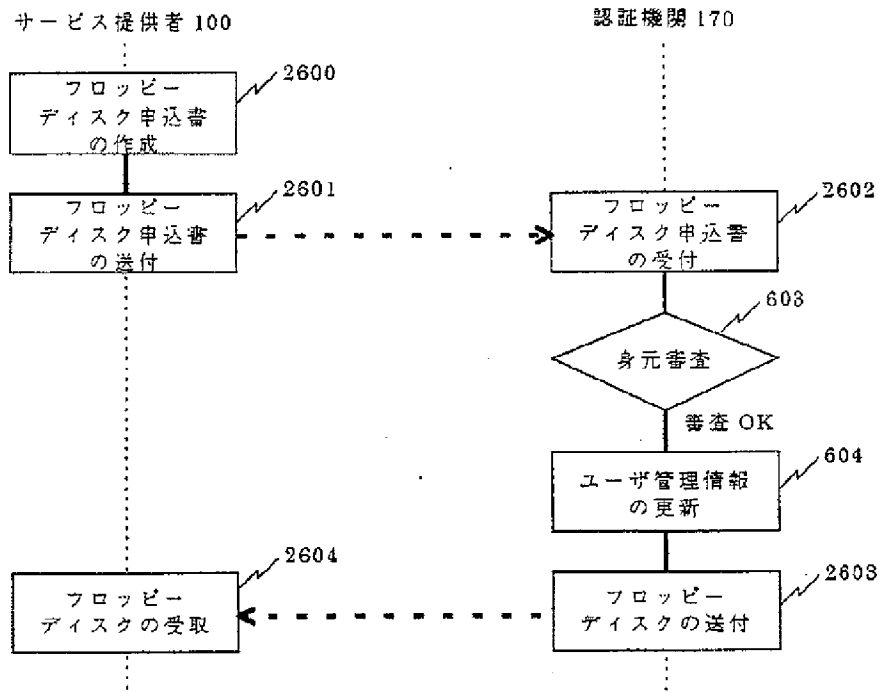 サービス提供者 100
認証機関 170
2600
フロッピー
ディスク申込書
の作成
2601
フロッピー
ディスク申込書
の送付
2602
フロッピー
ディスク申込書
の受付
603
身元審査
審査 OK
604
ユーザ管理情報
の更新
2604
フロッピー
ディスクの受取
2603
フロッピー
ディスクの送付